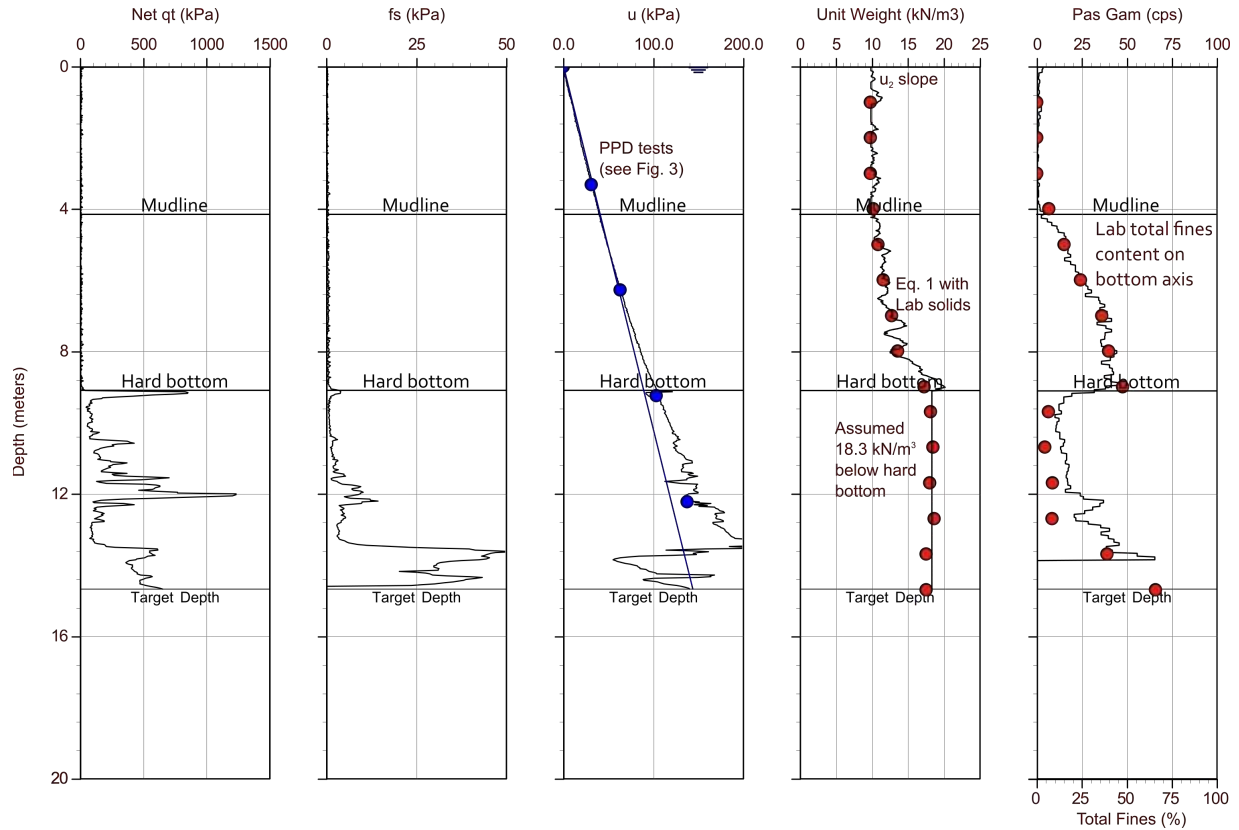 Net qt (kPa)
fs (kPa)
u (kPa)
Unit Weight (kN/m3)
Pas Gam (cps)
0 500 1000 1500
0 25 50
0.0 100.0 200.0
0 5 10 15 20 25
0 25 50 75 100
0
4
8
12
16
20
Depth (meters)
Mudline
Hard bottom
Target Depth
Mudline
Hard bottom
Target Depth
PPD tests
(see Fig. 3)
Mudline
Hard bottom
Target Depth
u₂ slope
Mudline
Eq. 1 with
Lab solids
Hard bottom
Assumed
18.3 kN/m³
below hard
bottom
Target Depth
Mudline
Lab total fines
content on
bottom axis
Hard bottom
Target Depth
0 25 50 75 100
Total Fines (%)